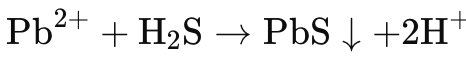 Pb²⁺ + H₂S → PbS ↓ +2H⁺